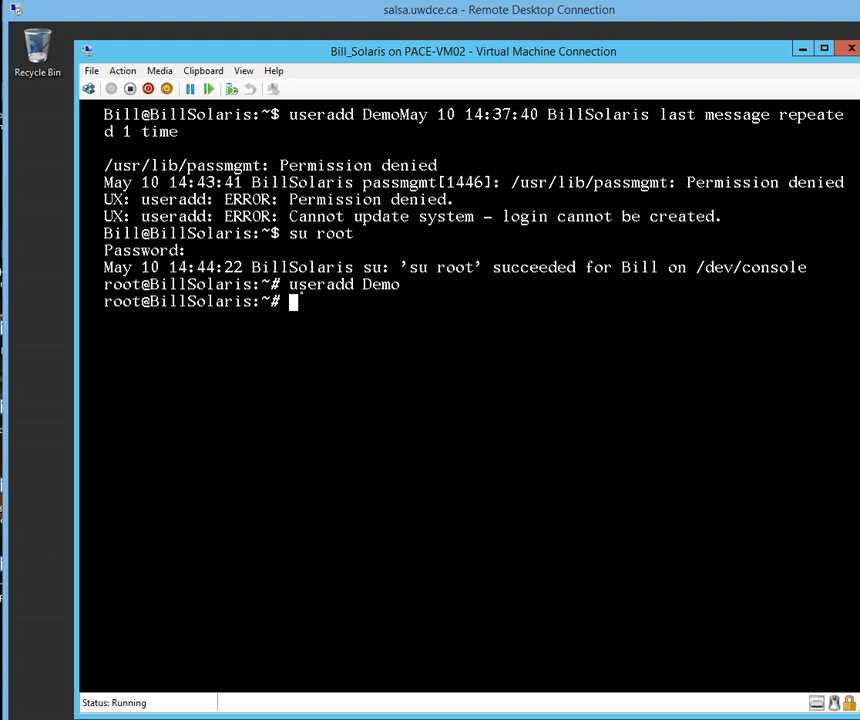 salsa.uwdce.ca - Remote Desktop Connection
Recycle Bin
Bill_Solaris on PACE-VM02 - Virtual Machine Connection
File Action Media Clipboard View Help
Bill@BillSolaris:~$ useradd DemoMay 10 14:37:40 BillSolaris last message repeate
d 1 time
/usr/lib/passmgmt: Permission denied
May 10 14:43:41 BillSolaris passmgmt[1446]: /usr/lib/passmgmt: Permission denied
UX: useradd: ERROR: Permission denied.
UX: useradd: ERROR: Cannot update system - login cannot be created.
Bill@BillSolaris:~$ su root
Password:
May 10 14:44:22 BillSolaris su: 'su root' succeeded for Bill on /dev/console
root@BillSolaris:~# useradd Demo
root@BillSolaris:~#
Status: Running